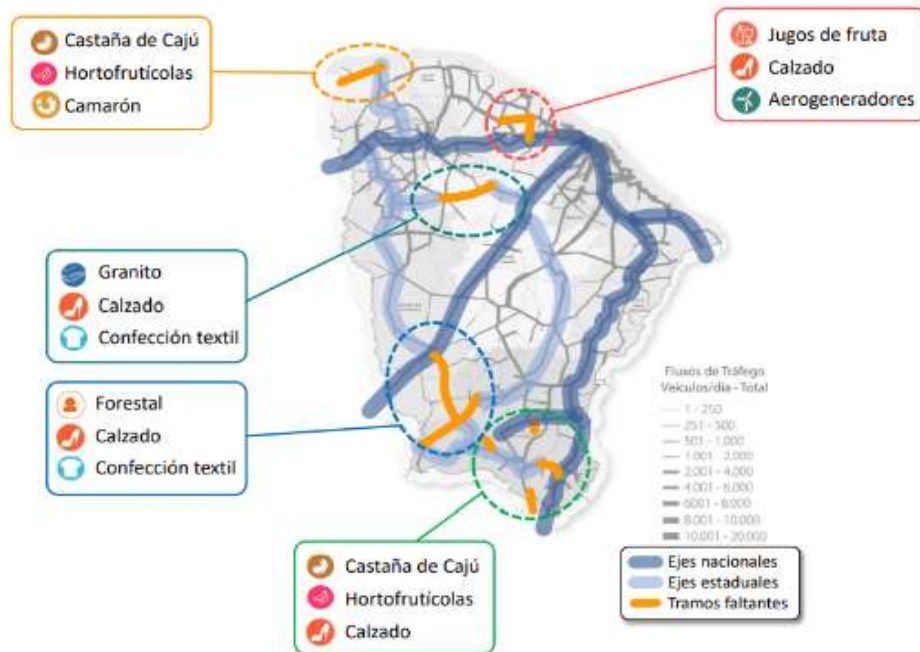 Castaña de Cajú
Hortofrutícolas
Camarón
Jugos de fruta
Calzado
Aerogeneradores
Granito
Calzado
Confección textil
Forestal
Calzado
Confección textil
Castaña de Cajú
Hortofrutícolas
Calzado
Fluxos de Tráfego
Veículos/dia - Total
1 - 250
251 - 500
501 - 1.000
1.001 - 2.000
2.001 - 4.000
4.001 - 6.000
6001 - 8.000
8.001 - 10.000
10.001 - 20.000
Ejes nacionales
Ejes estaduales
Tramos faltantes